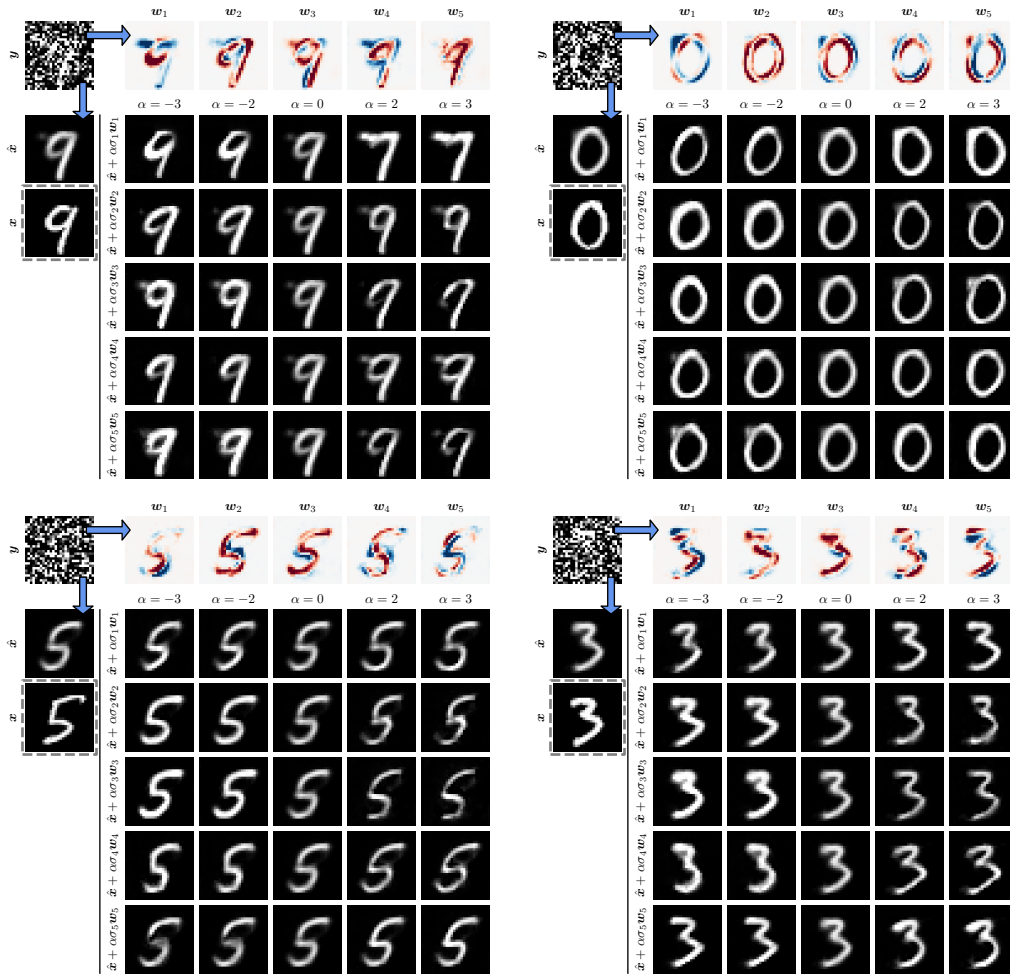 w₁ w₂ w₃ w₄ w₅
y
α = −3 α = −2 α = 0 α = 2 α = 3
x̂
x̂ + ασ₁w₁
x
x̂ + ασ₂w₂
x̂ + ασ₃w₃
x̂ + ασ₄w₄
x̂ + ασ₅w₅
w₁ w₂ w₃ w₄ w₅
y
α = −3 α = −2 α = 0 α = 2 α = 3
x̂
x̂ + ασ₁w₁
x
x̂ + ασ₂w₂
x̂ + ασ₃w₃
x̂ + ασ₄w₄
x̂ + ασ₅w₅
w₁ w₂ w₃ w₄ w₅
y
α = −3 α = −2 α = 0 α = 2 α = 3
x̂
x̂ + ασ₁w₁
x
x̂ + ασ₂w₂
x̂ + ασ₃w₃
x̂ + ασ₄w₄
x̂ + ασ₅w₅
w₁ w₂ w₃ w₄ w₅
y
α = −3 α = −2 α = 0 α = 2 α = 3
x̂
x̂ + ασ₁w₁
x
x̂ + ασ₂w₂
x̂ + ασ₃w₃
x̂ + ασ₄w₄
x̂ + ασ₅w₅